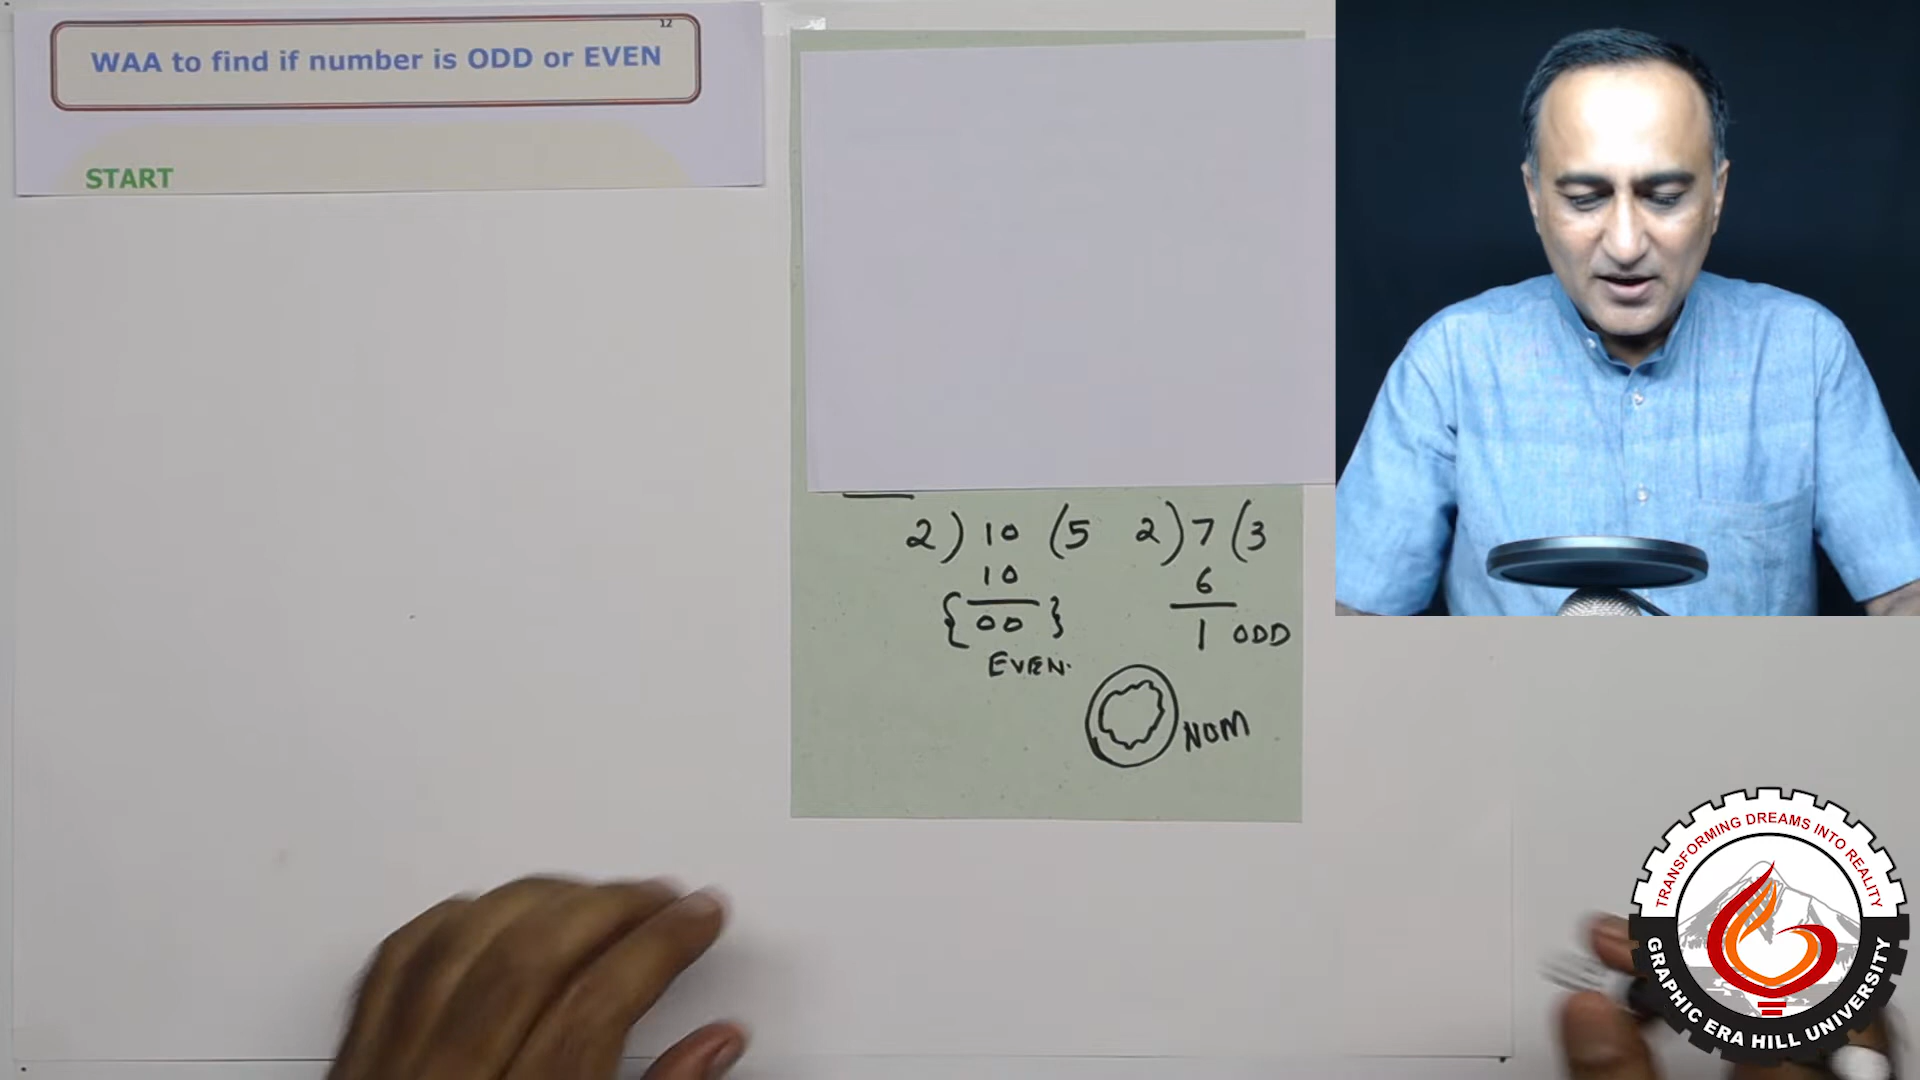 12
WAA to find if number is ODD or EVEN
START
2 ) 10 ( 5
10
{ 00 }
EVEN.
2 ) 7 ( 3
6
1 ODD
NUM
TRANSFORMING DREAMS INTO REALITY
GRAPHIC ERA HILL UNIVERSITY